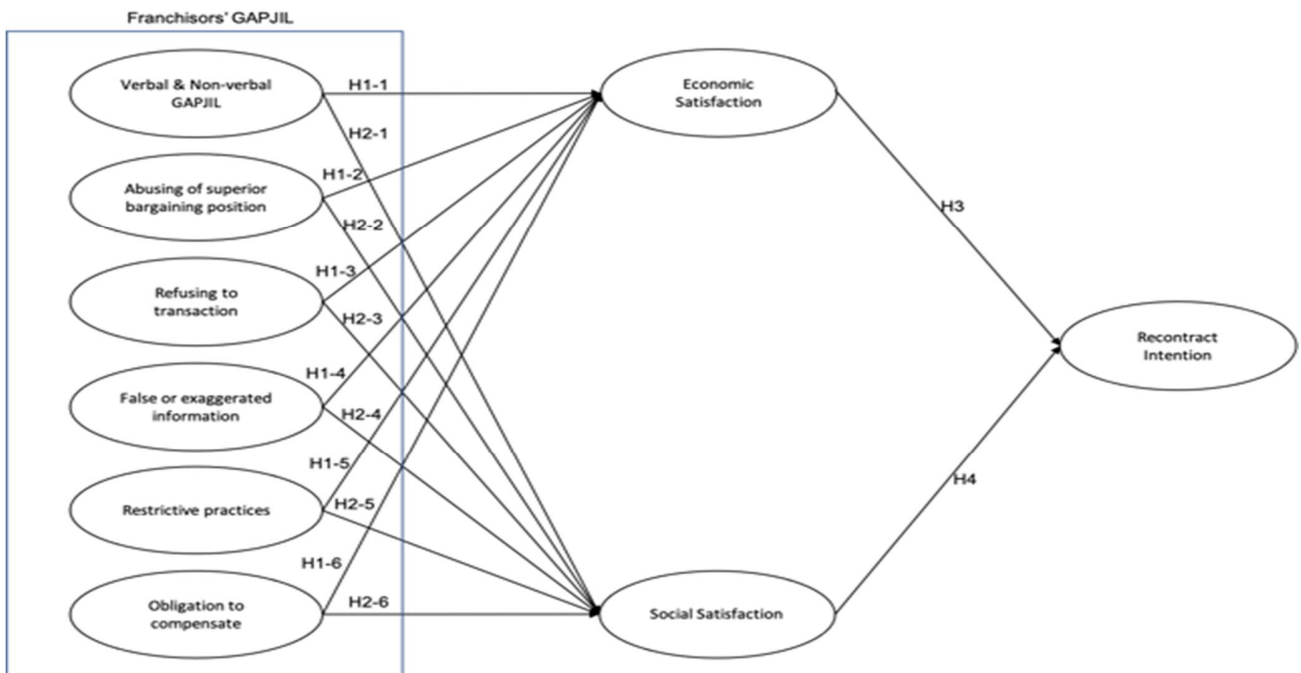 Franchisors' GAPJIL
Verbal & Non-verbal
GAPJIL
H1-1
Economic
Satisfaction
H2-1
H1-2
Abusing of superior
bargaining position
H2-2
H3
H1-3
Refusing to
transaction
H2-3
Recontract
Intention
H1-4
False or exaggerated
information
H2-4
H1-5
H4
Restrictive practices
H2-5
H1-6
Obligation to
compensate
H2-6
Social Satisfaction